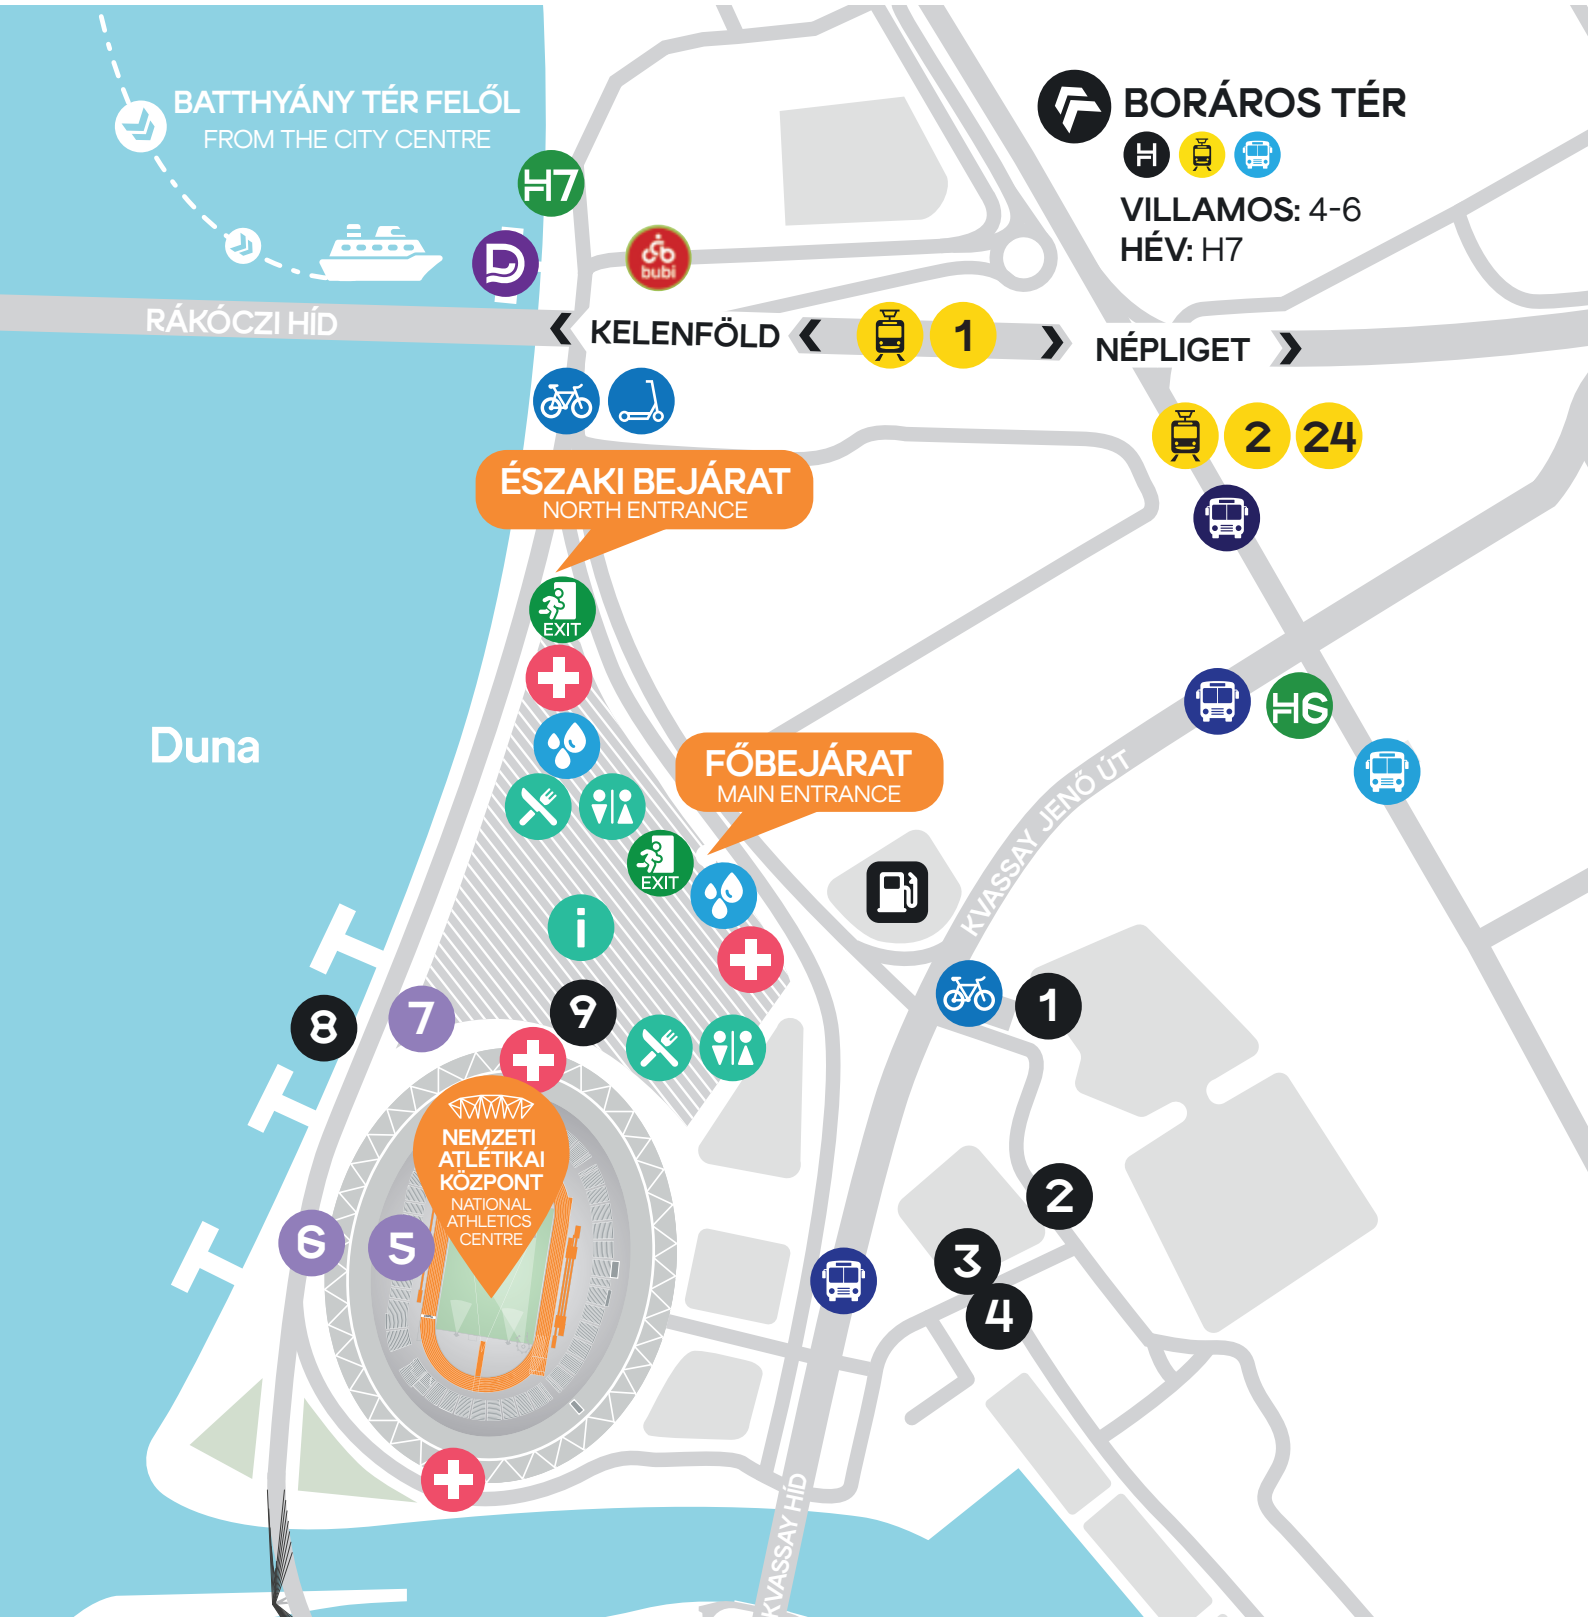 BATTHYÁNY TÉR FELŐL
FROM THE CITY CENTRE
BORÁROS TÉR
H
VILLAMOS: 4-6
HÉV: H7
H7
D
bubi
RÁKÓCZI HÍD
KELENFÖLD
1
NÉPLIGET
2
24
ÉSZAKI BEJÁRAT
NORTH ENTRANCE
EXIT
H6
Duna
FŐBEJÁRAT
MAIN ENTRANCE
KVASSAY JENŐ ÚT
EXIT
i
8
7
9
1
NEMZETI
ATLÉTIKAI
KÖZPONT
NATIONAL
ATHLETICS
CENTRE
2
6
5
3
4
KVASSAY HÍD